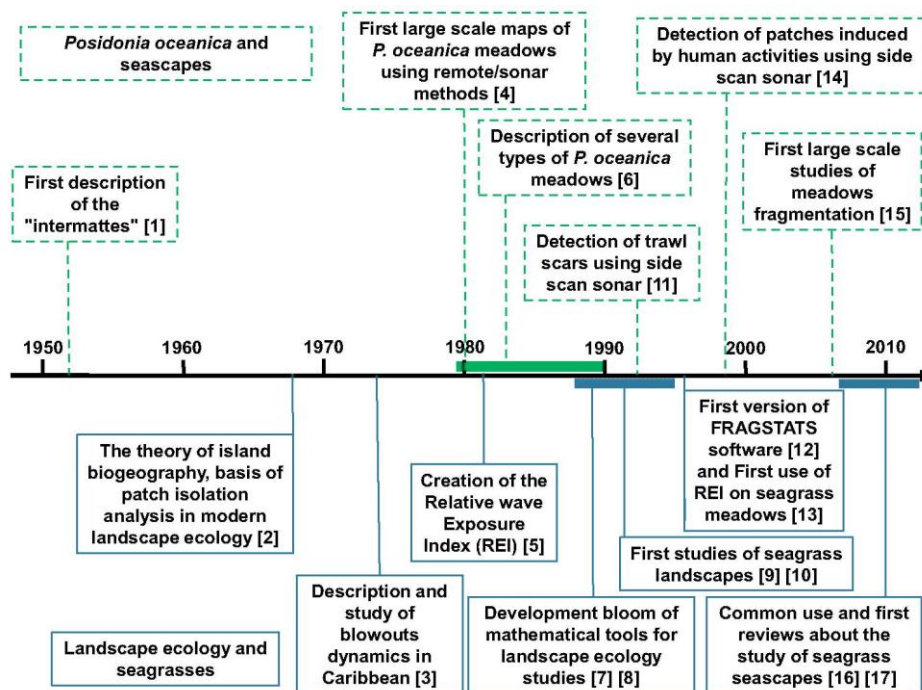 Posidonia oceanica and
seascapes
First large scale maps of
P. oceanica meadows
using remote/sonar
methods [4]
Detection of patches induced
by human activities using side
scan sonar [14]
Description of several
types of P. oceanica
meadows [6]
First large scale
studies of
meadows
fragmentation [15]
First description
of the
"intermattes" [1]
Detection of trawl
scars using side
scan sonar [11]
1950
1960
1970
1980
1990
2000
2010
The theory of island
biogeography, basis of
patch isolation
analysis in modern
landscape ecology [2]
Creation of the
Relative wave
Exposure
Index (REI) [5]
First version of
FRAGSTATS
software [12]
and First use of
REI on seagrass
meadows [13]
First studies of seagrass
landscapes [9] [10]
Landscape ecology and
seagrasses
Description and
study of
blowouts
dynamics in
Caribbean [3]
Development bloom of
mathematical tools for
landscape ecology
studies [7] [8]
Common use and first
reviews about the
study of seagrass
seascapes [16] [17]